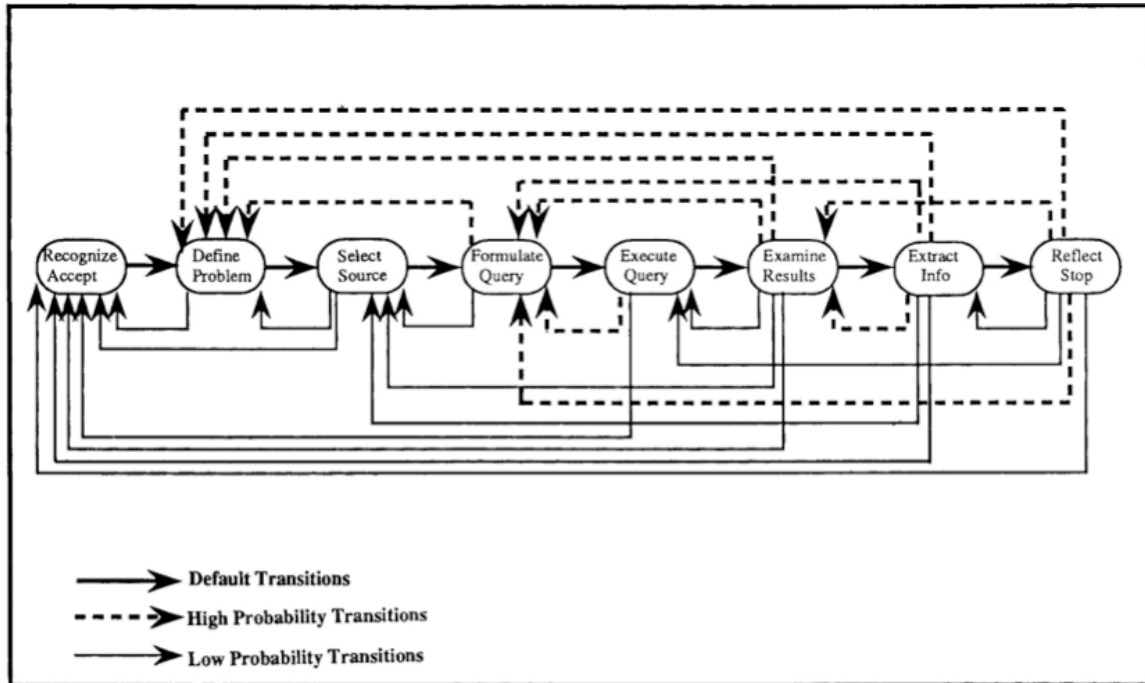 Recognize
Accept
Define
Problem
Select
Source
Formulate
Query
Execute
Query
Examine
Results
Extract
Info
Reflect
Stop
Default Transitions
High Probability Transitions
Low Probability Transitions